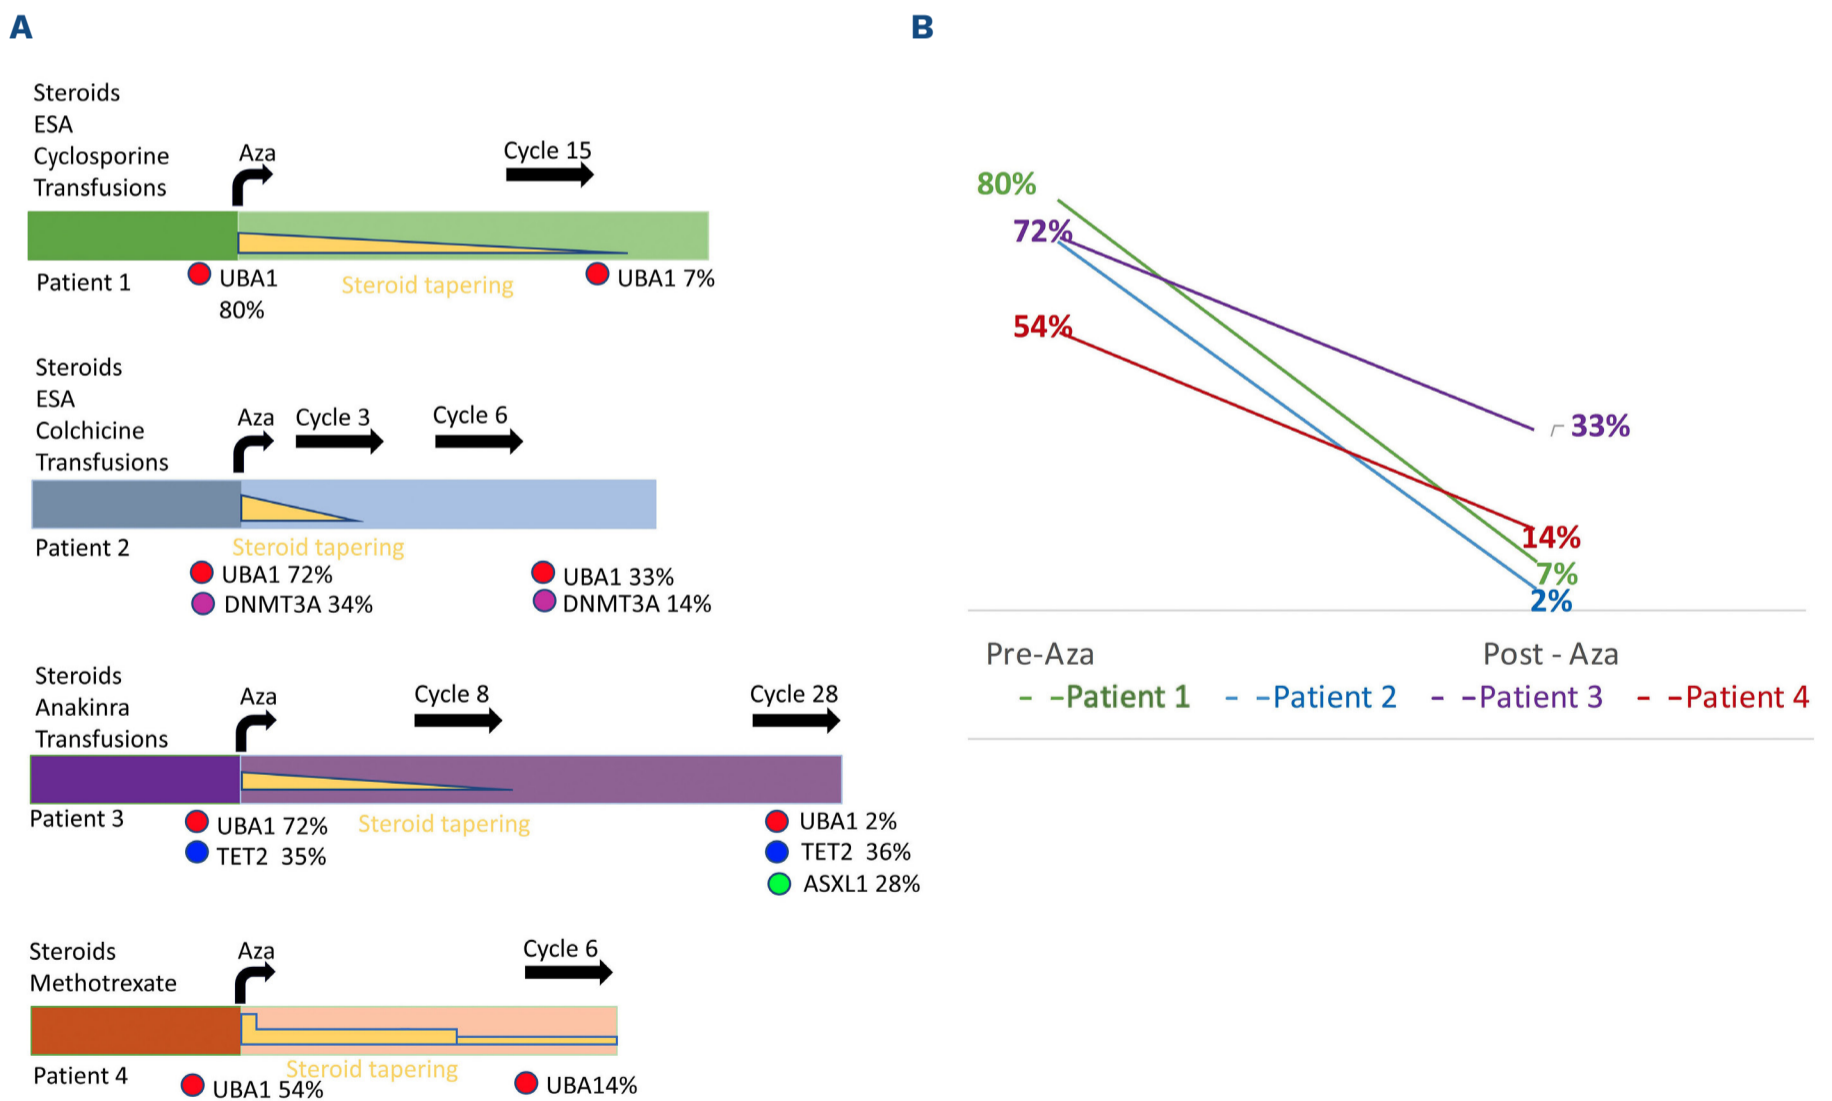 A
Steroids
ESA
Cyclosporine
Transfusions
Aza
Cycle 15
Patient 1
UBA1
80%
Steroid tapering
UBA1 7%
Steroids
ESA
Colchicine
Transfusions
Aza
Cycle 3
Cycle 6
Patient 2
Steroid tapering
UBA1 72%
DNMT3A 34%
UBA1 33%
DNMT3A 14%
Steroids
Anakinra
Transfusions
Aza
Cycle 8
Cycle 28
Patient 3
UBA1 72%
TET2 35%
Steroid tapering
UBA1 2%
TET2 36%
ASXL1 28%
Steroids
Methotrexate
Aza
Cycle 6
Patient 4
UBA1 54%
Steroid tapering
UBA14%
B
80%
72%
54%
33%
14%
7%
2%
Pre-Aza
Post - Aza
Patient 1
Patient 2
Patient 3
Patient 4